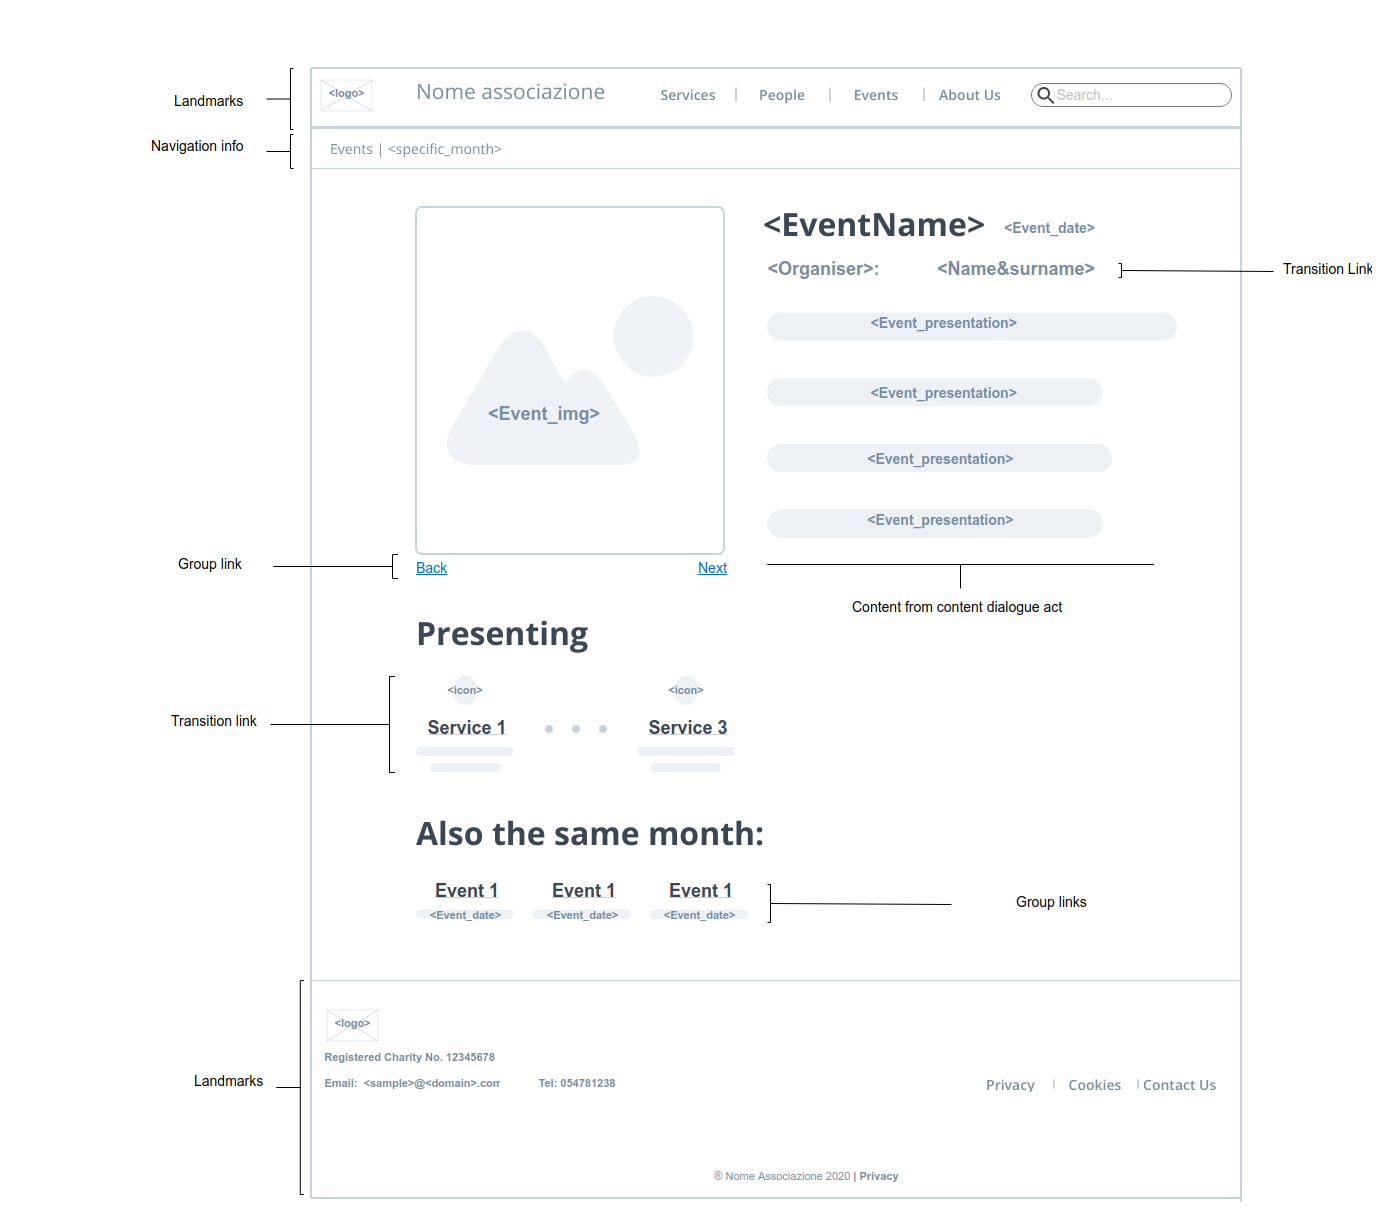 Landmarks
<logo>
Nome associazione
Services | People | Events | About Us
Search...
Navigation info
Events | <specific_month>
<EventName>
<Event_date>
<Organiser>:
<Name&surname>
Transition Link
<Event_presentation>
<Event_img>
<Event_presentation>
<Event_presentation>
<Event_presentation>
Group link
Back
Next
Content from content dialogue act
Presenting
<icon>
<icon>
Transition link
Service 1
Service 3
Also the same month:
Event 1
Event 1
Event 1
<Event_date>
<Event_date>
<Event_date>
Group links
<logo>
Registered Charity No. 12345678
Landmarks
Email: <sample>@<domain>.com
Tel: 054781238
Privacy | Cookies | Contact Us
® Nome Associazione 2020 | Privacy